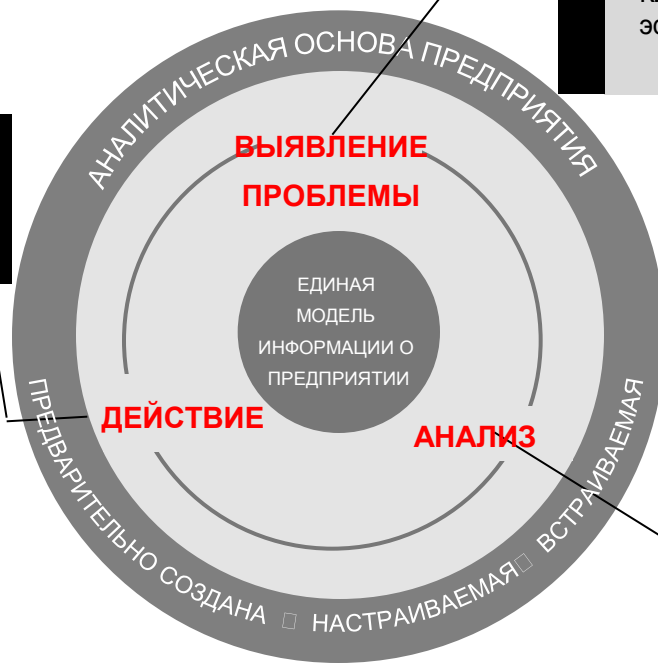 АНАЛИТИЧЕСКАЯ ОСНОВА ПРЕДПРИЯТИЯ
ВЫЯВЛЕНИЕ
ПРОБЛЕМЫ
ЕДИНАЯ
МОДЕЛЬ
ИНФОРМАЦИИ О
ПРЕДПРИЯТИИ
ДЕЙСТВИЕ
АНАЛИЗ
ПРЕДВАРИТЕЛЬНО СОЗДАНА □ НАСТРАИВАЕМАЯ□ ВСТРАИВАЕМАЯ